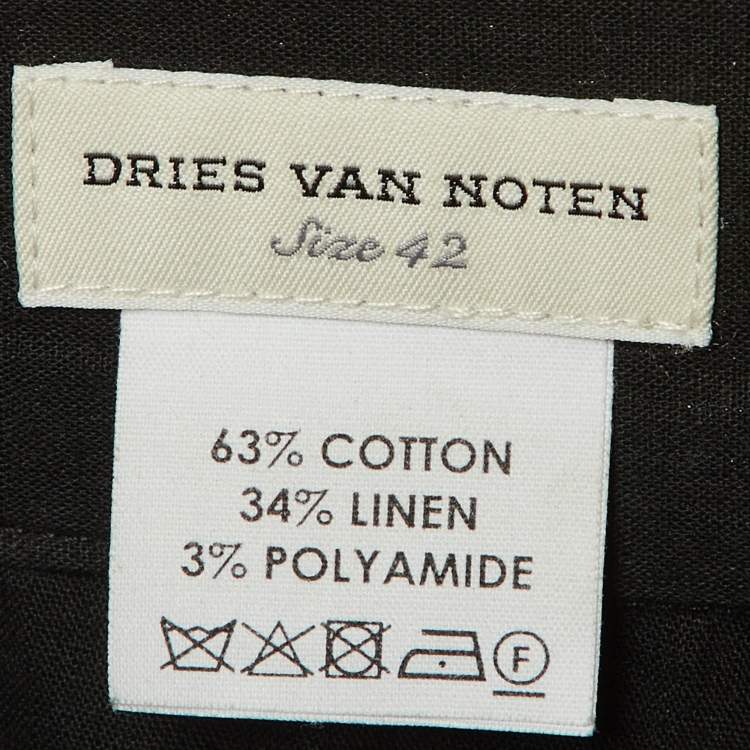 DRIES VAN NOTEN
Size 42
63% COTTON
34% LINEN
3% POLYAMIDE
F